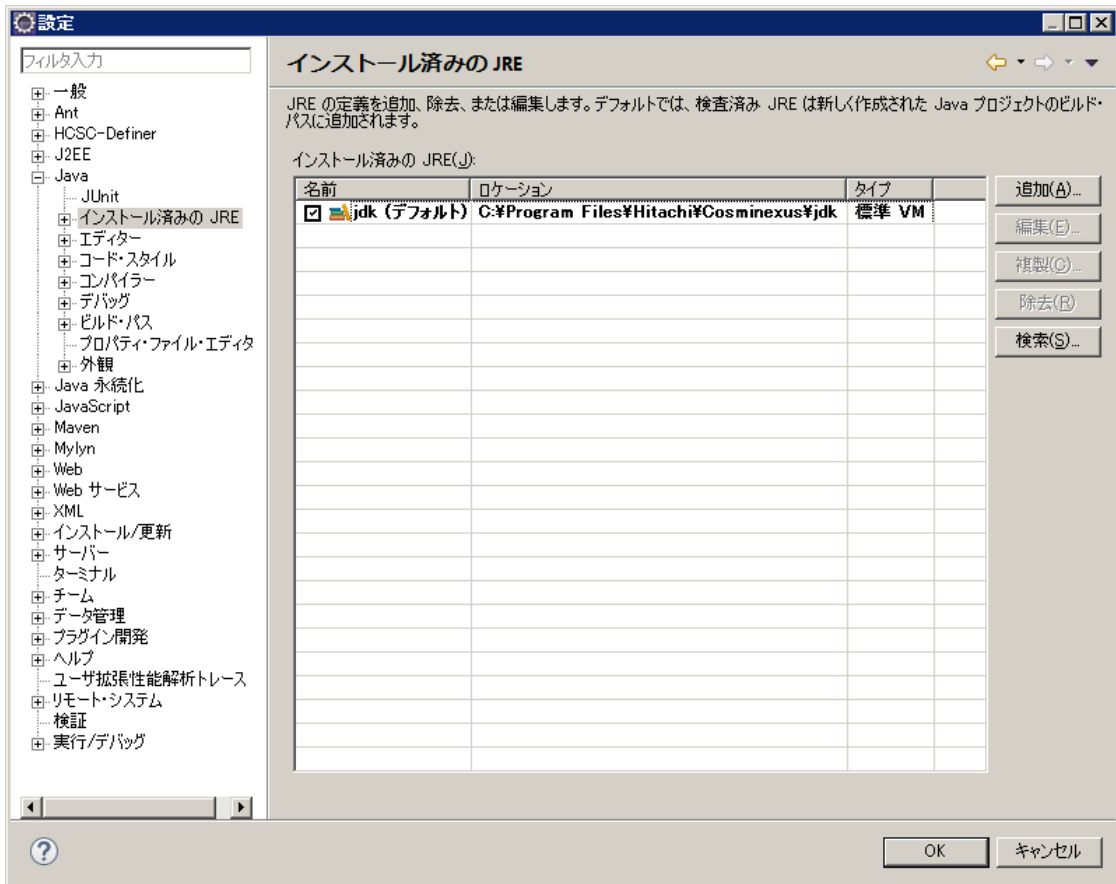 設定
フィルタ入力
一般
Ant
HCSC-Definer
J2EE
Java
JUnit
インストール済みの JRE
エディター
コード・スタイル
コンパイラー
デバッグ
ビルド・パス
プロパティ・ファイル・エディタ
外観
Java 永続化
JavaScript
Maven
Mylyn
Web
Web サービス
XML
インストール/更新
サーバー
ターミナル
チーム
データ管理
プラグイン開発
ヘルプ
ユーザ拡張性能解析トレース
リモート・システム
検証
実行/デバッグ
インストール済みの JRE
JRE の定義を追加、除去、または編集します。デフォルトでは、検査済み JRE は新しく作成された Java プロジェクトのビルド・
パスに追加されます。
インストール済みの JRE(J):
名前 ロケーション タイプ
jdk (デフォルト) C:¥Program Files¥Hitachi¥Cosminexus¥jdk 標準 VM
追加(A)...
編集(E)...
複製(C)...
除去(R)
検索(S)...
OK キャンセル